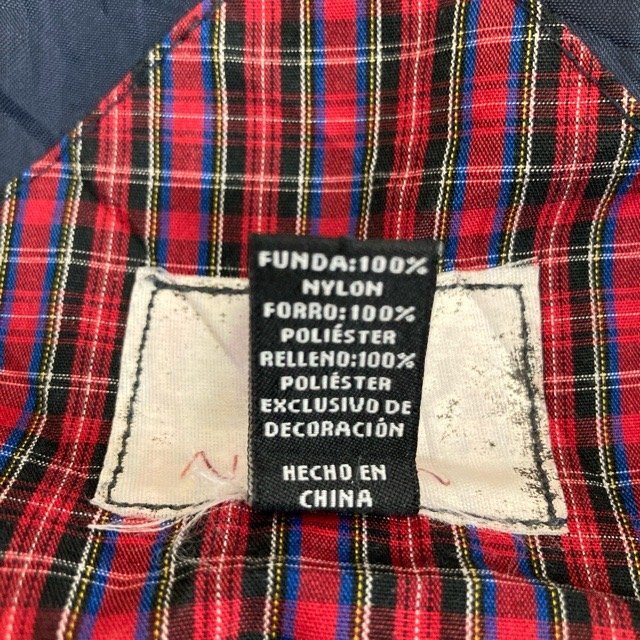 FUNDA:100%
NYLON
FORRO:100%
POLIÉSTER
RELLENO:100%
POLIÉSTER
EXCLUSIVO DE
DECORACIÓN
HECHO EN
CHINA